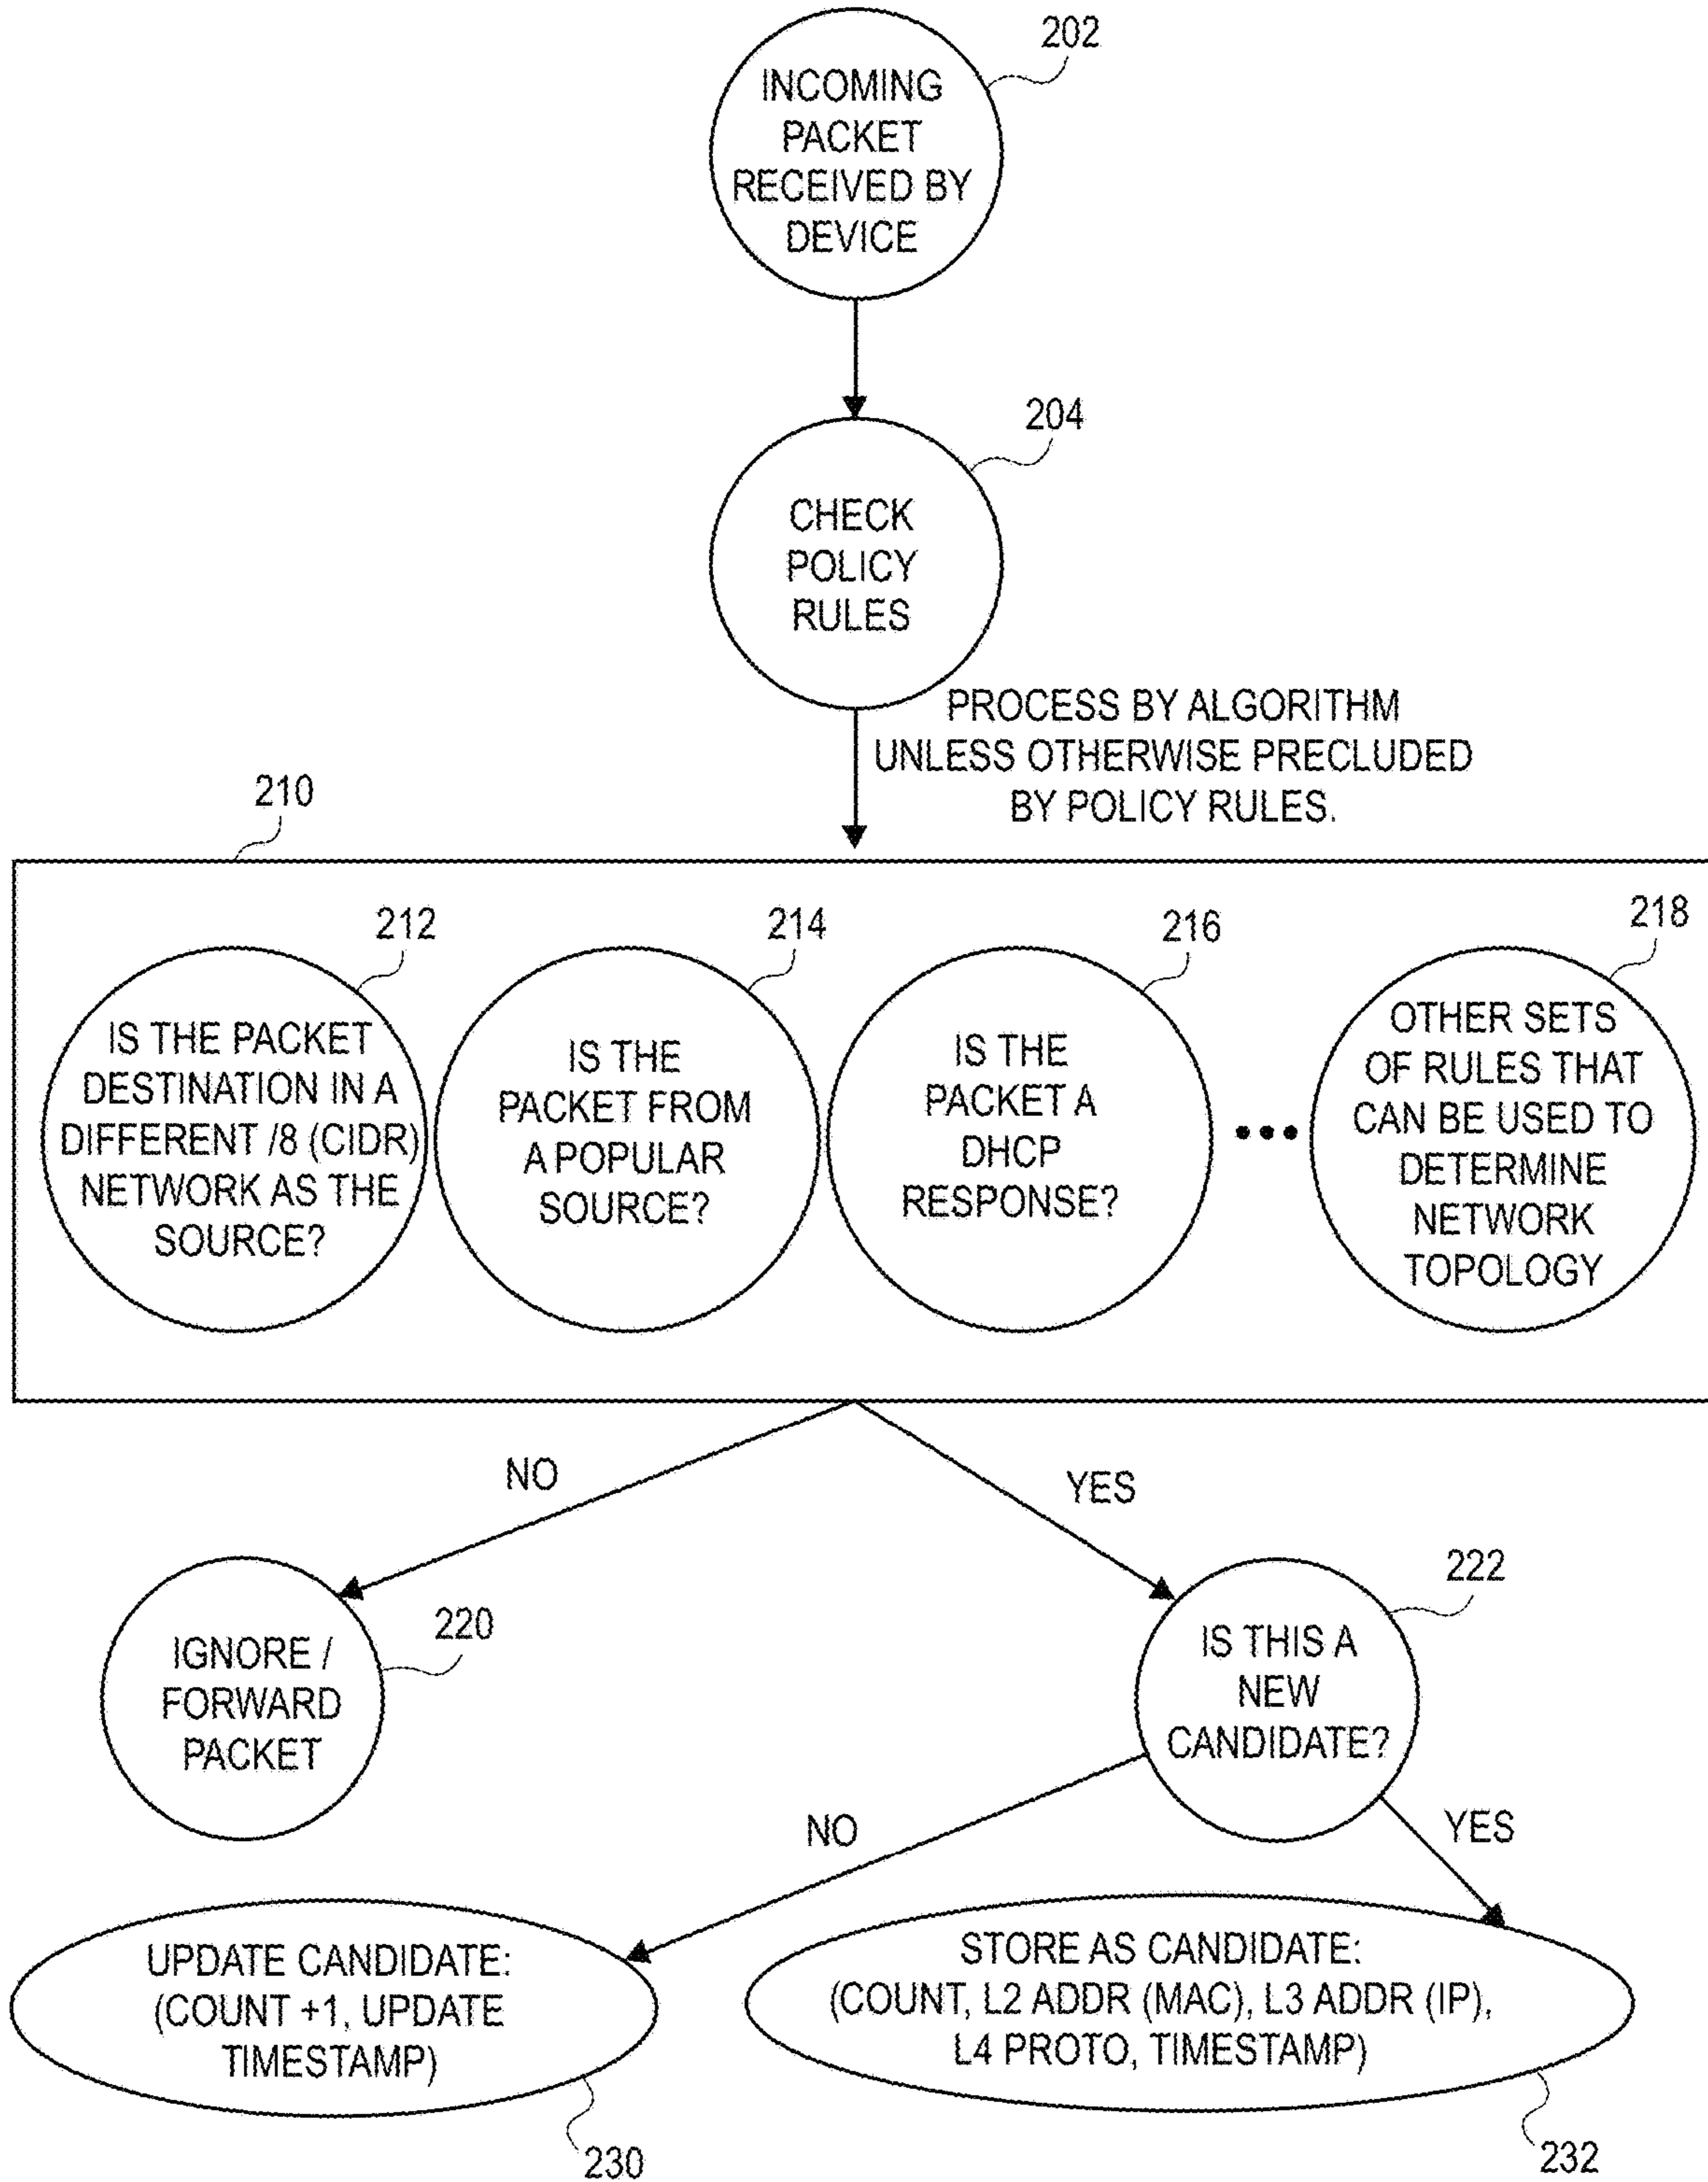 202
INCOMING
PACKET
RECEIVED BY
DEVICE
204
CHECK
POLICY
RULES
PROCESS BY ALGORITHM
UNLESS OTHERWISE PRECLUDED
BY POLICY RULES.
210
212
IS THE PACKET
DESTINATION IN A
DIFFERENT /8 (CIDR)
NETWORK AS THE
SOURCE?
214
IS THE
PACKET FROM
A POPULAR
SOURCE?
216
IS THE
PACKET A
DHCP
RESPONSE?
•••
218
OTHER SETS
OF RULES THAT
CAN BE USED TO
DETERMINE
NETWORK
TOPOLOGY
NO
YES
220
IGNORE /
FORWARD
PACKET
222
IS THIS A
NEW
CANDIDATE?
NO
YES
UPDATE CANDIDATE:
(COUNT +1, UPDATE
TIMESTAMP)
230
STORE AS CANDIDATE:
(COUNT, L2 ADDR (MAC), L3 ADDR (IP),
L4 PROTO, TIMESTAMP)
232